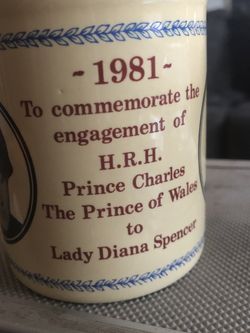 ~ 1981 ~
To commemorate the
engagement of
H.R.H.
Prince Charles
The Prince of Wales
to
Lady Diana Spencer